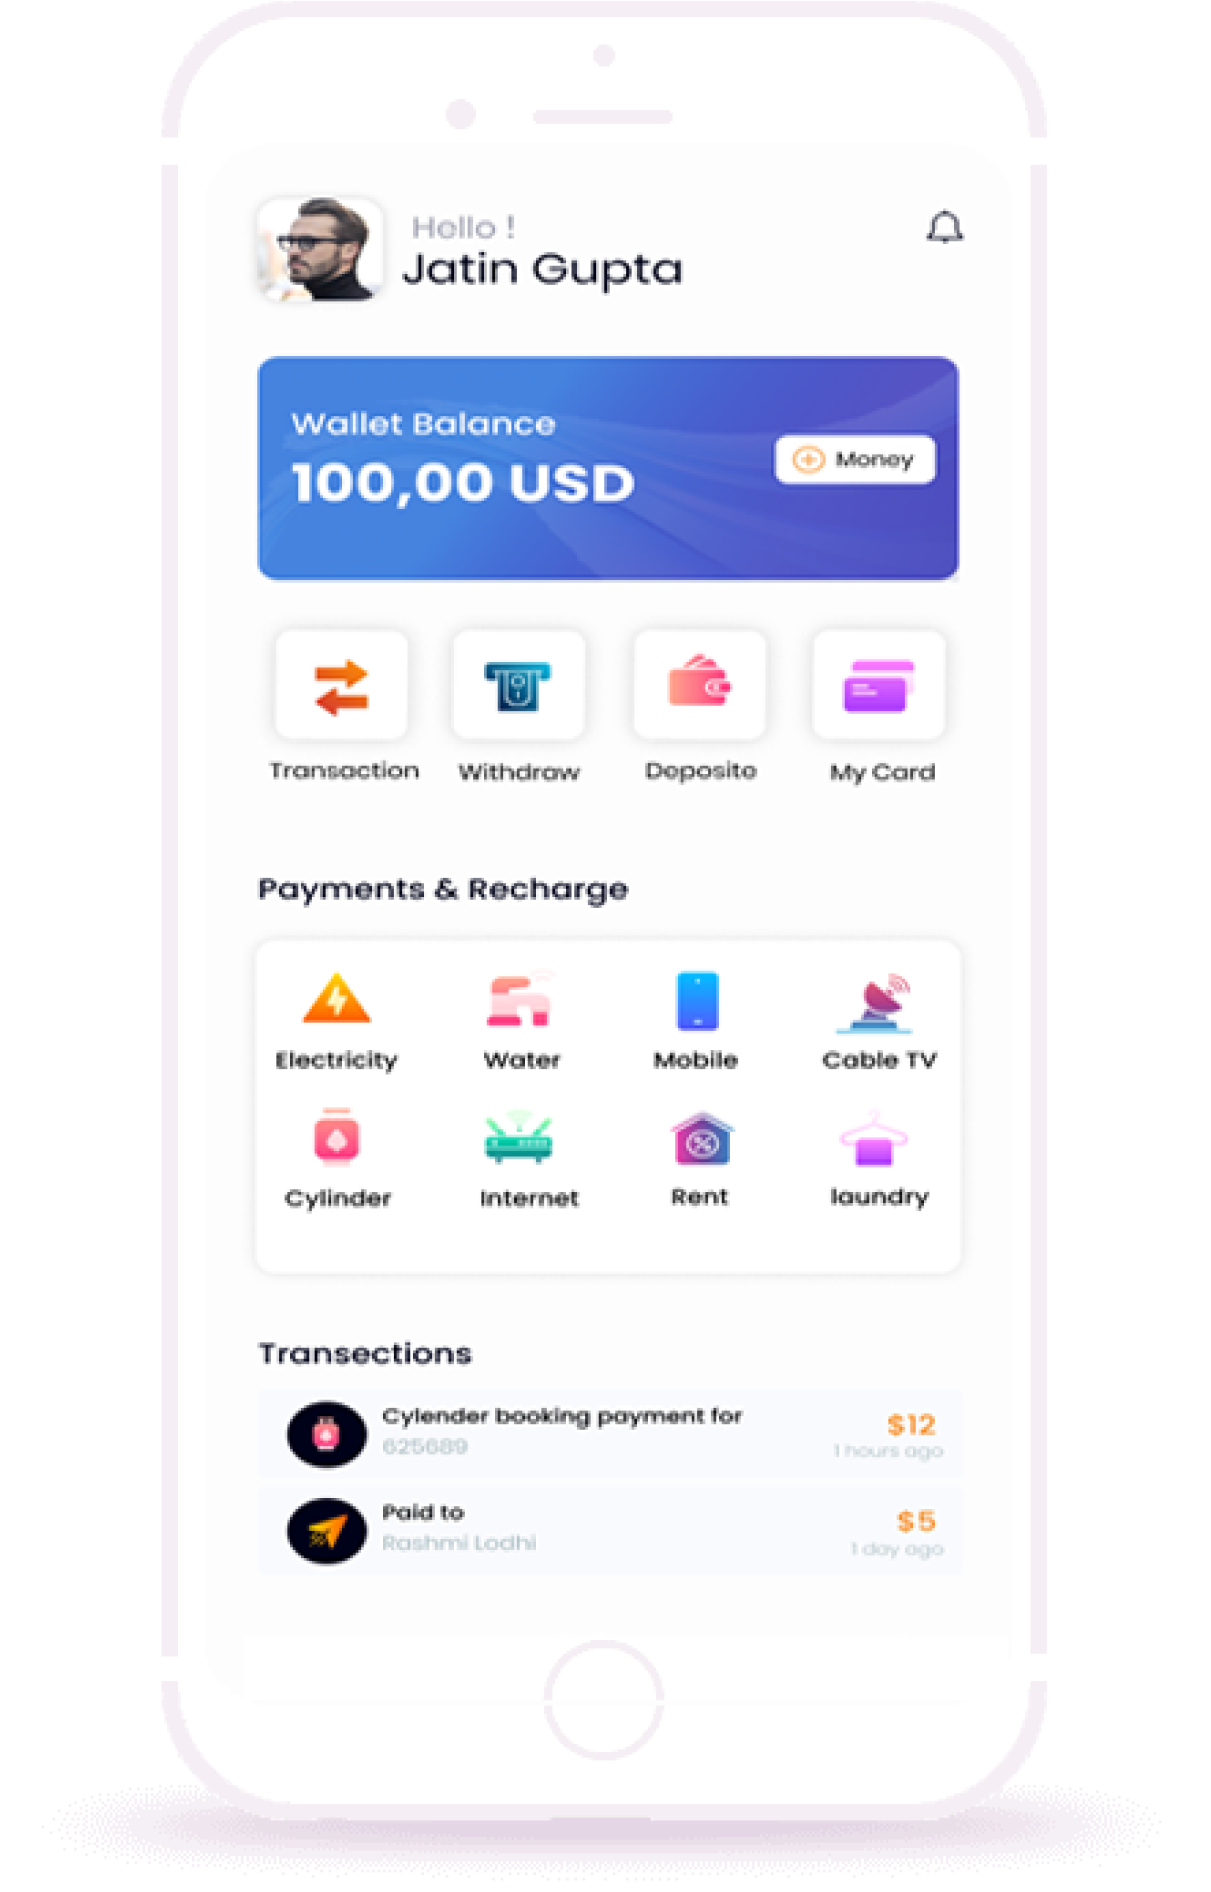 Hello !
Jatin Gupta
Wallet Balance
100,00 USD
Money
Transaction
Withdraw
Deposite
My Card
Payments & Recharge
Electricity
Water
Mobile
Cable TV
Cylinder
Internet
Rent
laundry
Transections
Cylender booking payment for
$12
625689
1 hours ago
Paid to
$5
Rashmi Lodhi
1 day ago